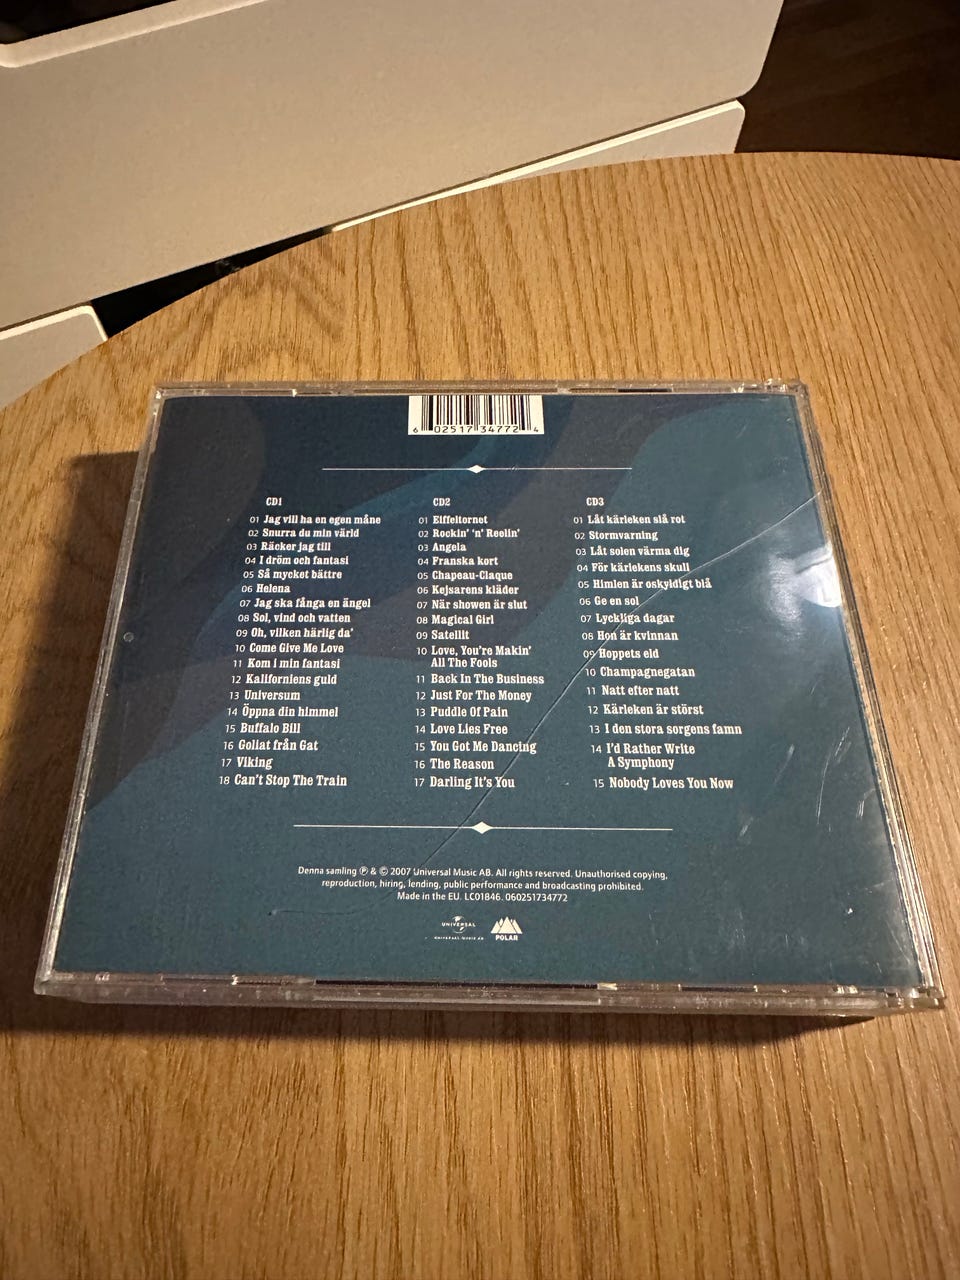 6 02517 34772 4
CD1
01 Jag vill ha en egen måne
02 Snurra du min värld
03 Räcker jag till
04 I dröm och fantasi
05 Så mycket bättre
06 Helena
07 Jag ska fånga en ängel
08 Sol, vind och vatten
09 Oh, vilken härlig da'
10 Come Give Me Love
11 Kom i min fantasi
12 Kaliforniens guld
13 Universum
14 Öppna din himmel
15 Buffalo Bill
16 Goliat från Gat
17 Viking
18 Can't Stop The Train
CD2
01 Eiffeltornet
02 Rockin' 'n' Reelin'
03 Angela
04 Franska kort
05 Chapeau-Claque
06 Kejsarens kläder
07 När showen är slut
08 Magical Girl
09 Satellit
10 Love, You're Makin'
All The Fools
11 Back In The Business
12 Just For The Money
13 Puddle Of Pain
14 Love Lies Free
15 You Got Me Dancing
16 The Reason
17 Darling It's You
CD3
01 Låt kärleken slå rot
02 Stormvarning
03 Låt solen värma dig
04 För kärlekens skull
05 Himlen är oskyldigt blå
06 Ge en sol
07 Lyckliga dagar
08 Hon är kvinnan
09 Hoppets eld
10 Champagnegatan
11 Natt efter natt
12 Kärleken är störst
13 I den stora sorgens famn
14 I'd Rather Write
A Symphony
15 Nobody Loves You Now
Denna samling ℗ & © 2007 Universal Music AB. All rights reserved. Unauthorised copying,
reproduction, hiring, lending, public performance and broadcasting prohibited.
Made in the EU. LC01846. 060251734772
UNIVERSAL
UNIVERSAL MUSIC AB
POLAR